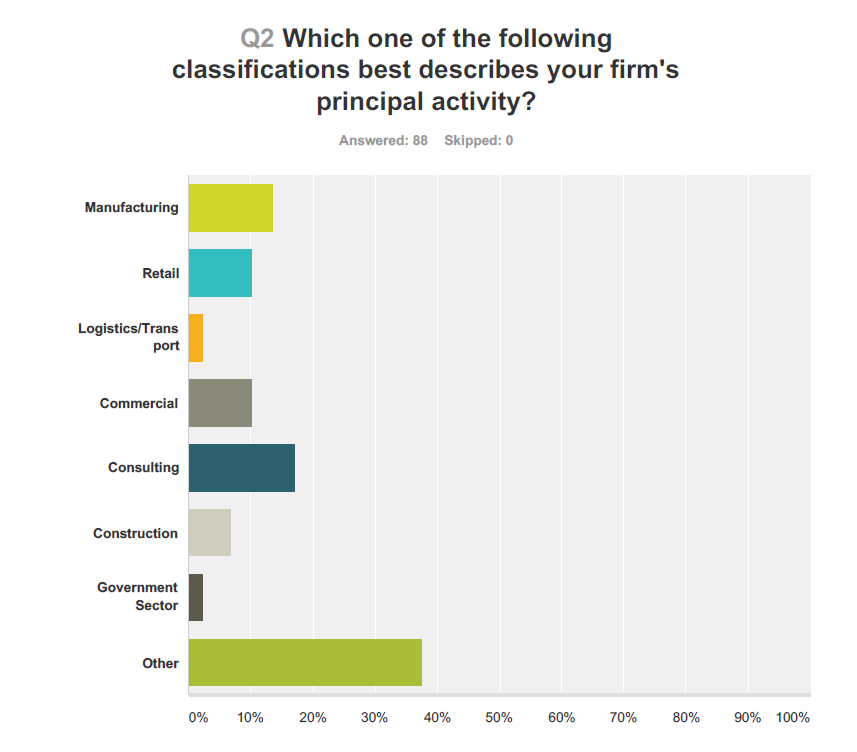 Q2 Which one of the following
classifications best describes your firm's
principal activity?
Answered: 88 Skipped: 0
Manufacturing
Retail
Logistics/Trans
port
Commercial
Consulting
Construction
Government
Sector
Other
0% 10% 20% 30% 40% 50% 60% 70% 80% 90% 100%